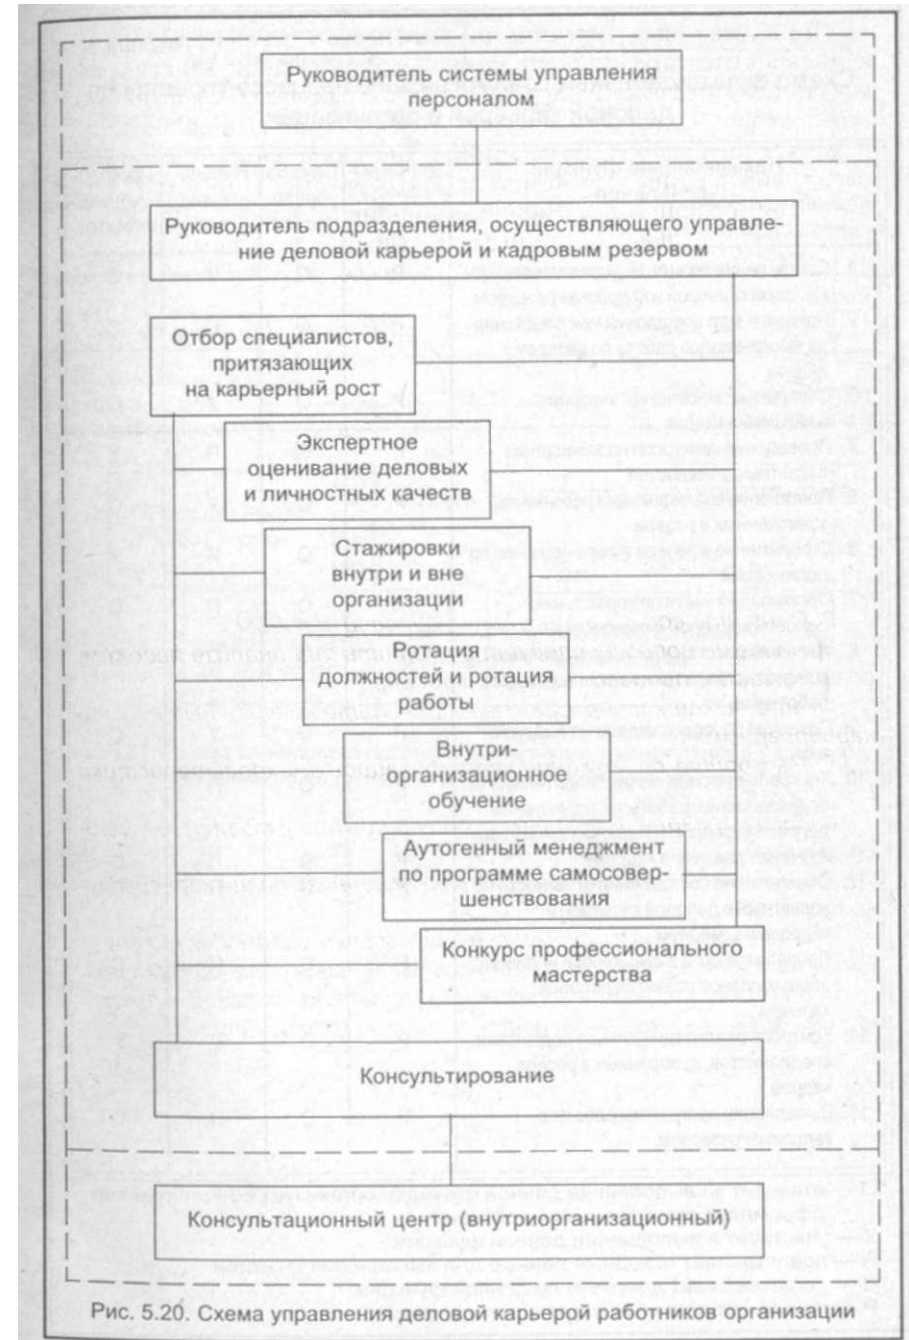 Руководитель системы управления
персоналом
Руководитель подразделения, осуществляющего управле-
ние деловой карьерой и кадровым резервом
Отбор специалистов,
притязающих
на карьерный рост
Экспертное
оценивание деловых
и личностных качеств
Стажировки
внутри и вне
организации
Ротация
должностей и ротация
работы
Внутри-
организационное
обучение
Аутогенный менеджмент
по программе самосовер-
шенствования
Конкурс профессионального
мастерства
Консультирование
Консультационный центр (внутриорганизационный)
Рис. 5.20. Схема управления деловой карьерой работников организации